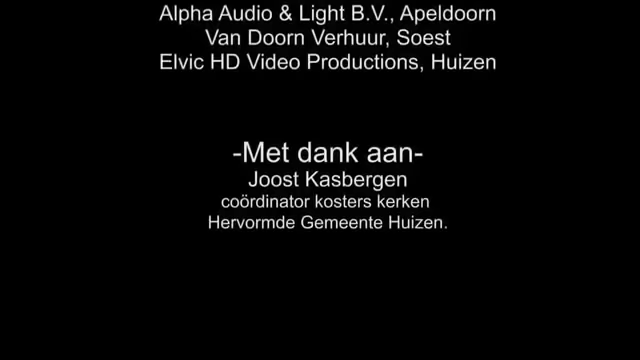 Alpha Audio & Light B.V., Apeldoorn
Van Doorn Verhuur, Soest
Elvic HD Video Productions, Huizen
-Met dank aan-
Joost Kasbergen
coördinator kosters kerken
Hervormde Gemeente Huizen.